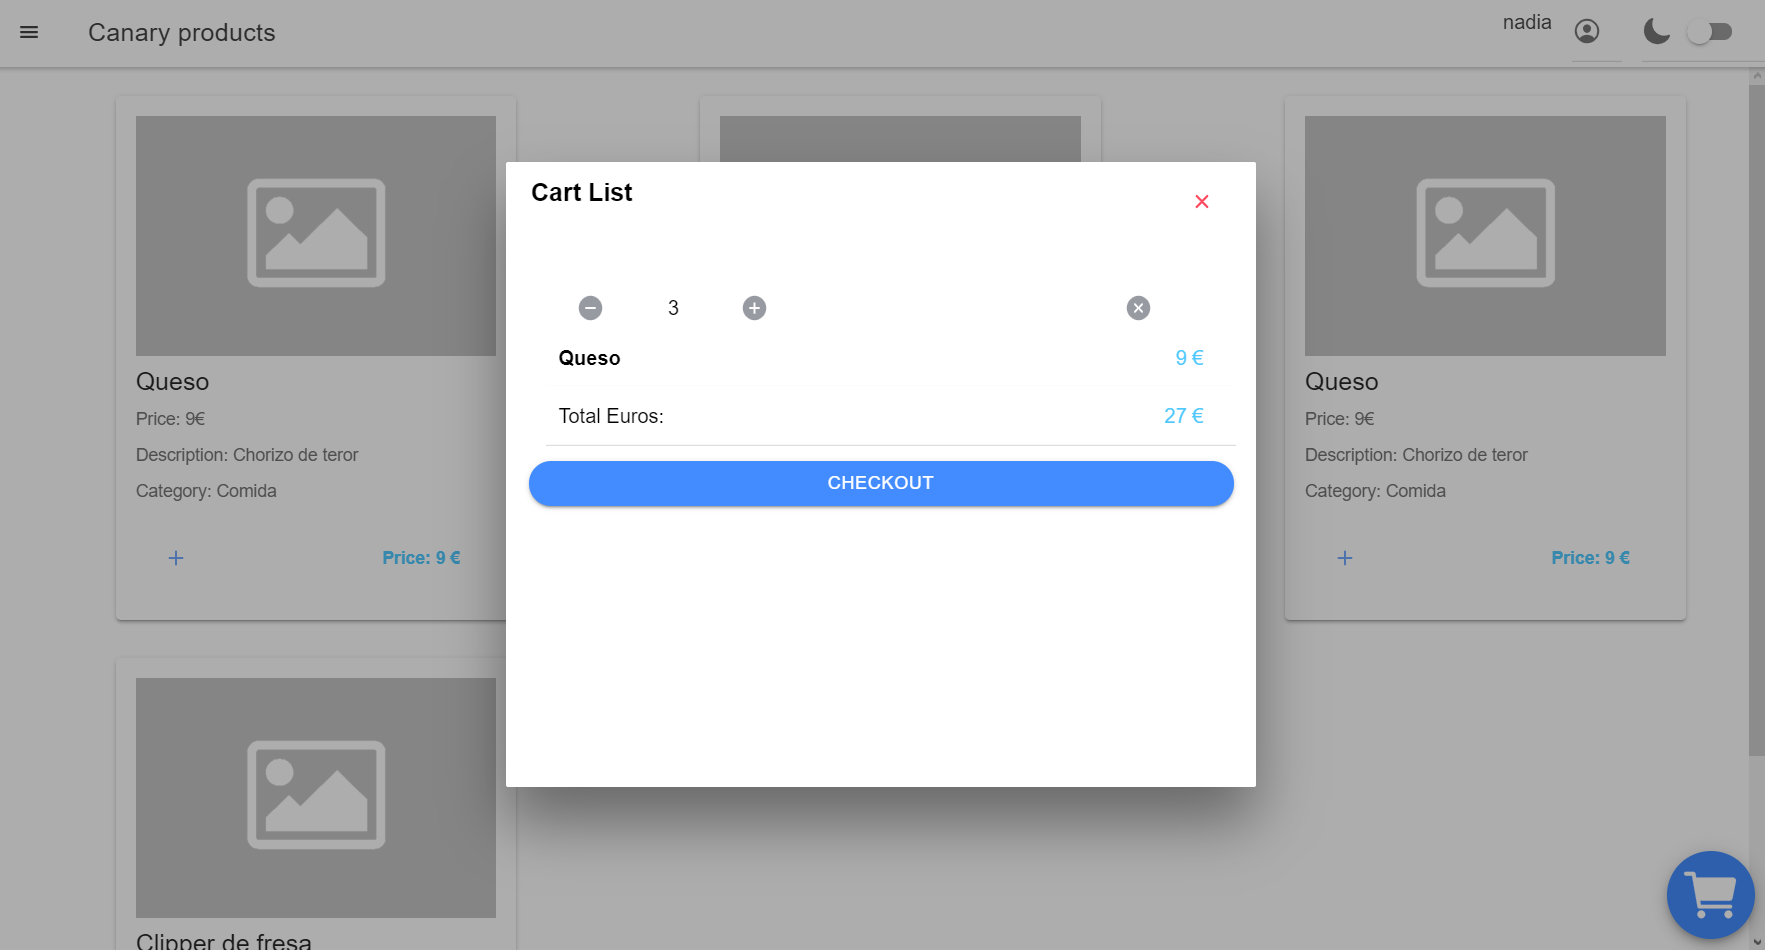 Canary products
nadia
Cart List
3
Queso
9 €
Total Euros:
27 €
CHECKOUT
Queso
Price: 9€
Description: Chorizo de teror
Category: Comida
Price: 9 €
Queso
Price: 9€
Description: Chorizo de teror
Category: Comida
Price: 9 €
Clipper de fresa